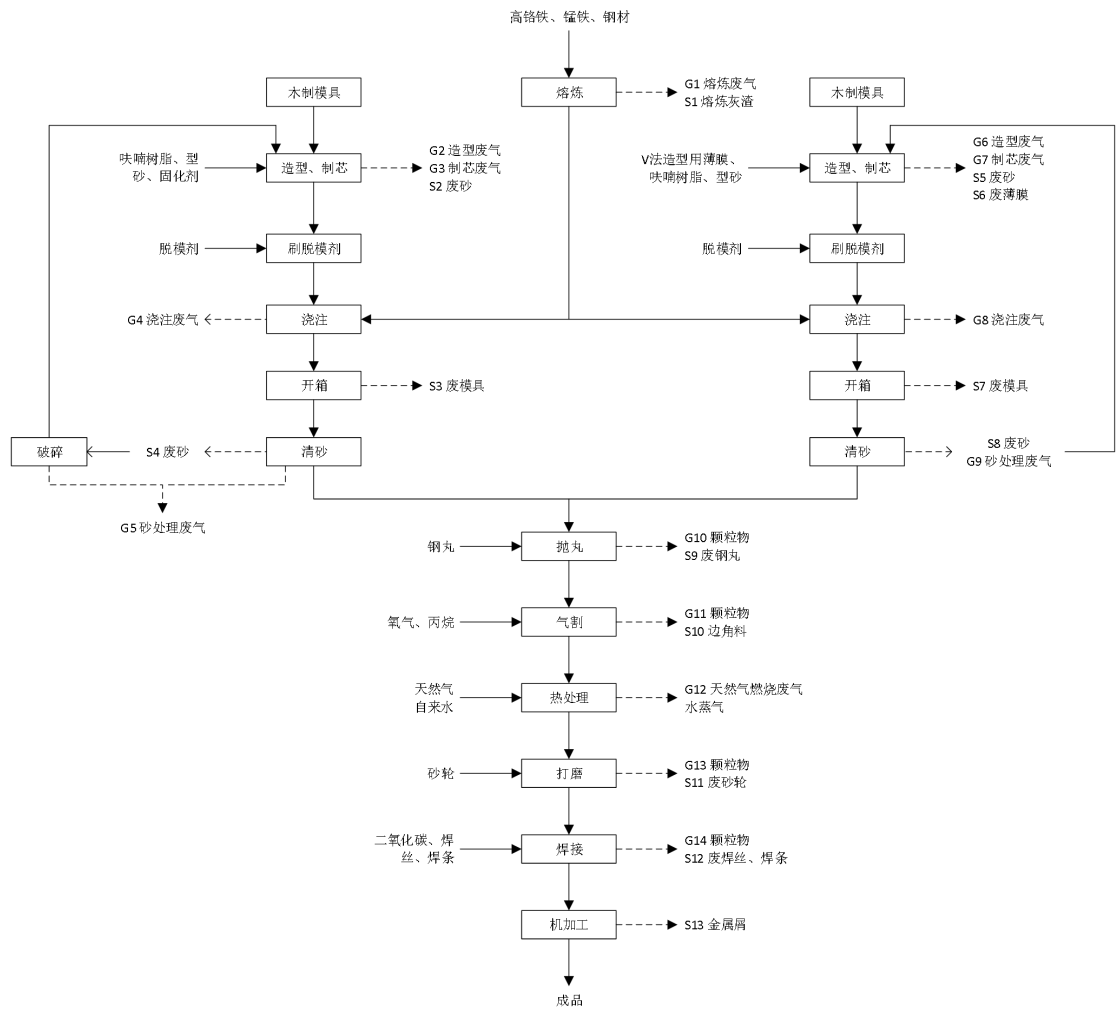 高铬铁、锰铁、钢材
木制模具
熔炼
G1 熔炼废气
S1 熔炼灰渣
木制模具
呋喃树脂、型
砂、固化剂
造型、制芯
G2 造型废气
G3 制芯废气
S2 废砂
V法造型用薄膜、
呋喃树脂、型砂
造型、制芯
G6 造型废气
G7 制芯废气
S5 废砂
S6 废薄膜
脱模剂
刷脱模剂
脱模剂
刷脱模剂
G4 浇注废气
浇注
浇注
G8 浇注废气
开箱
S3 废模具
开箱
S7 废模具
破碎
S4 废砂
清砂
清砂
S8 废砂
G9 砂处理废气
G5 砂处理废气
钢丸
抛丸
G10 颗粒物
S9 废钢丸
氧气、丙烷
气割
G11 颗粒物
S10 边角料
天然气
自来水
热处理
G12 天然气燃烧废气
水蒸气
砂轮
打磨
G13 颗粒物
S11 废砂轮
二氧化碳、焊
丝、焊条
焊接
G14 颗粒物
S12 废焊丝、焊条
机加工
S13 金属屑
成品